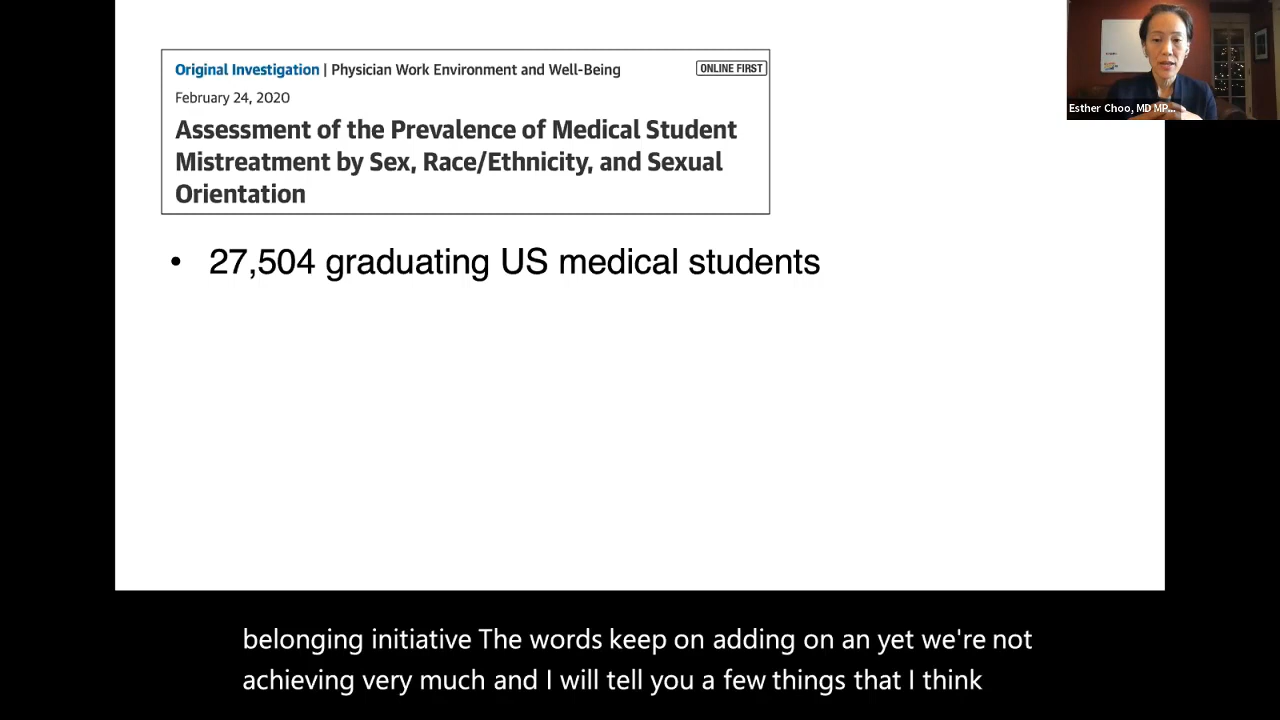 Original Investigation | Physician Work Environment and Well-Being
ONLINE FIRST
February 24, 2020
Assessment of the Prevalence of Medical Student
Mistreatment by Sex, Race/Ethnicity, and Sexual
Orientation
• 27,504 graduating US medical students
Esther Choo, MD MP...
belonging initiative The words keep on adding on an yet we're not
achieving very much and I will tell you a few things that I think